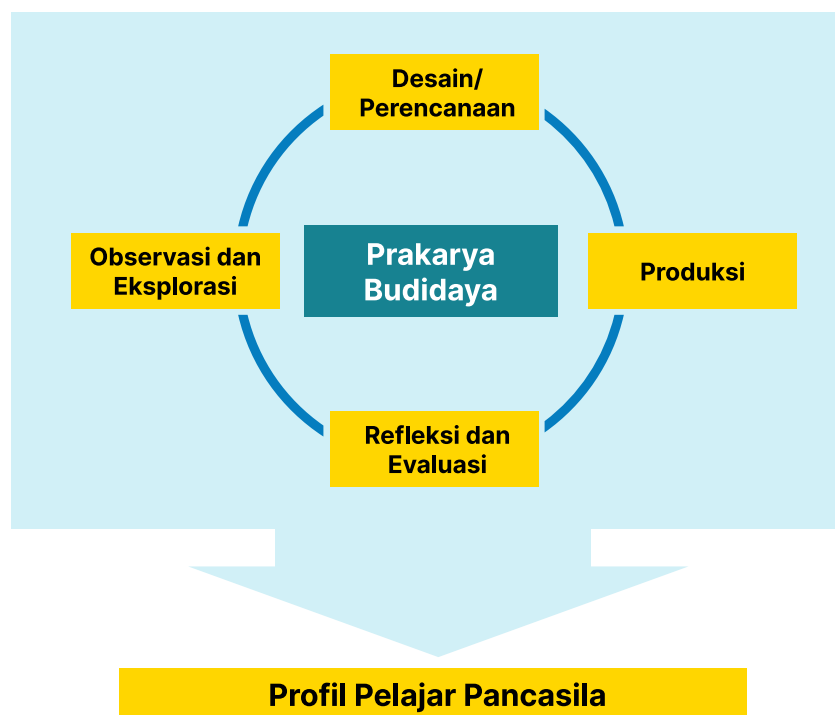 Desain/
Perencanaan
Observasi dan
Eksplorasi
Prakarya
Budidaya
Produksi
Refleksi dan
Evaluasi
Profil Pelajar Pancasila